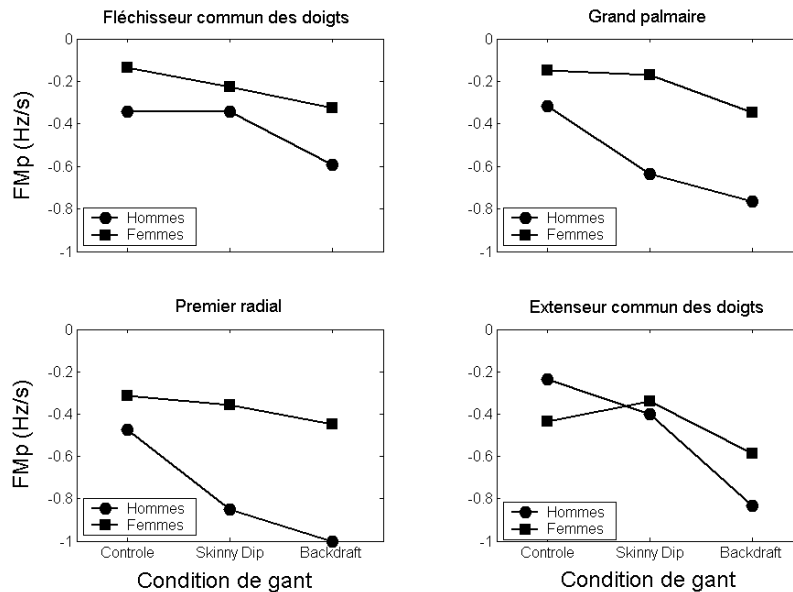 Fléchisseur commun des doigts
0
-0.2
-0.4
-0.6
-0.8
-1
FMp (Hz/s)
Hommes
Femmes
Grand palmaire
0
-0.2
-0.4
-0.6
-0.8
-1
Hommes
Femmes
Premier radial
0
-0.2
-0.4
-0.6
-0.8
-1
FMp (Hz/s)
Hommes
Femmes
Controle Skinny Dip Backdraft
Condition de gant
Extenseur commun des doigts
0
-0.2
-0.4
-0.6
-0.8
-1
Hommes
Femmes
Controle Skinny Dip Backdraft
Condition de gant